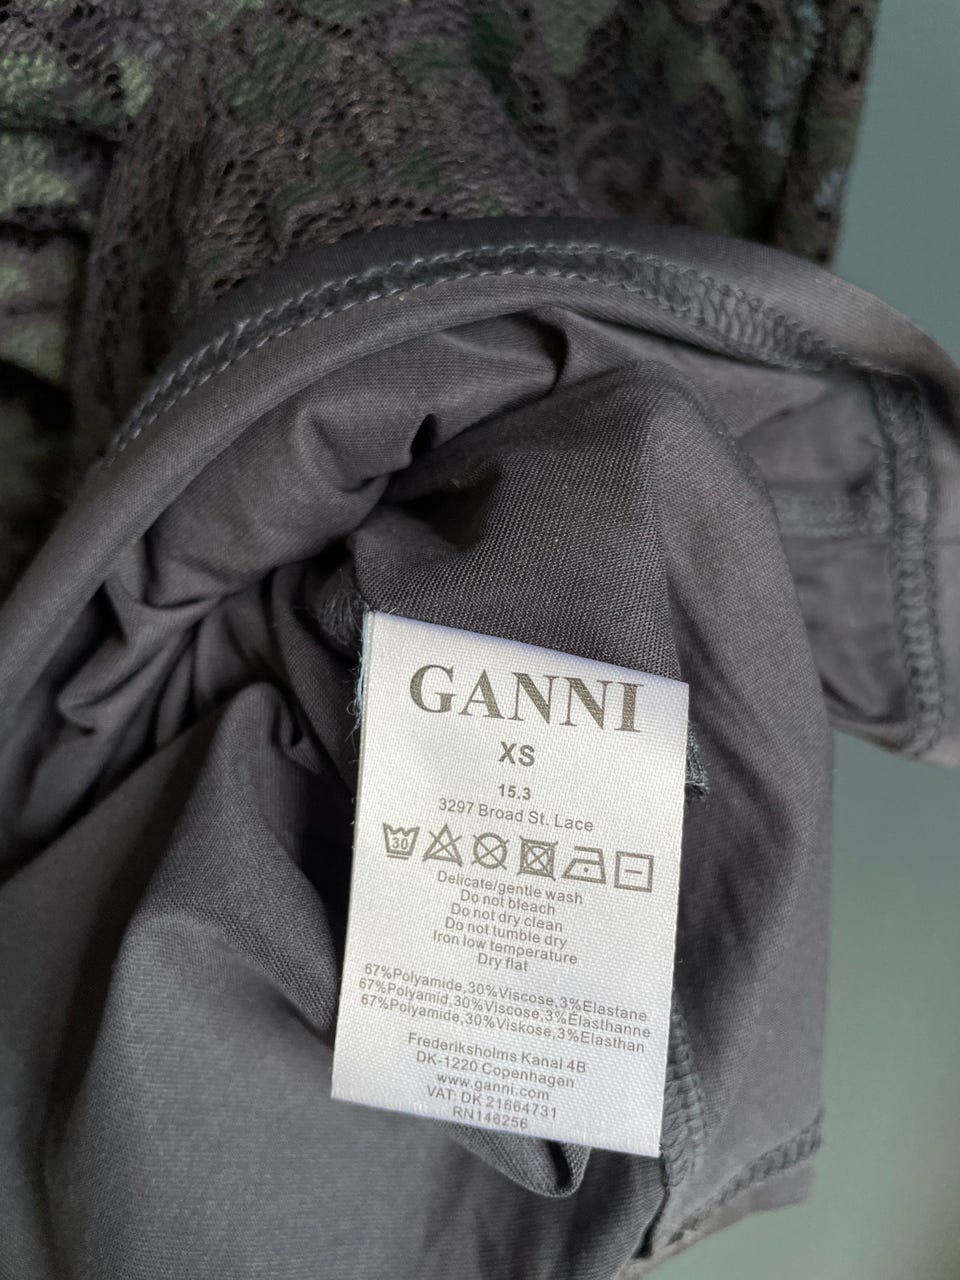 GANNI
XS
15.3
3297 Broad St. Lace
30
Delicate/gentle wash
Do not bleach
Do not dry clean
Do not tumble dry
Iron low temperature
Dry flat
67%Polyamide,30%Viscose,3%Elastane
67%Polyamid,30%Viscose,3%Élasthanne
67%Polyamide,30%Viskose,3%Elasthan
Frederiksholms Kanal 4B
DK-1220 Copenhagen
www.ganni.com
VAT: DK 21664731
RN146256